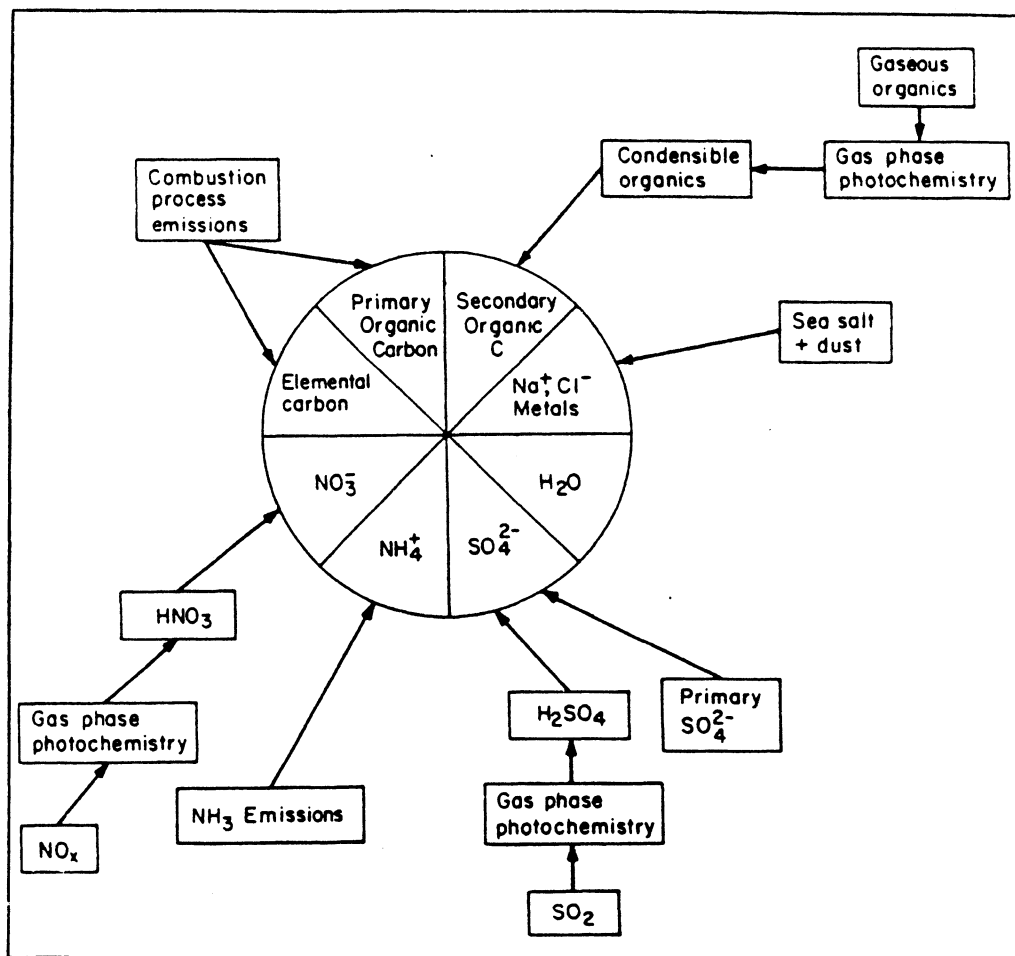 Gaseous
organics
Gas phase
photochemistry
Condensible
organics
Combustion
process
emissions
Primary
Organic
Carbon
Secondary
Organic
C
Sea salt
+ dust
Elemental
carbon
Na⁺, Cl⁻
Metals
NO₃⁻
H₂O
NH₄⁺
SO₄²⁻
HNO₃
Gas phase
photochemistry
NOₓ
NH₃ Emissions
H₂SO₄
Primary
SO₄²⁻
Gas phase
photochemistry
SO₂